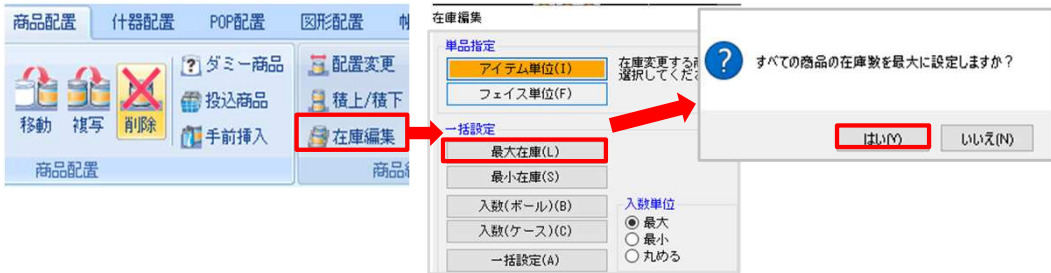 商品配置
什器配置
POP配置
図形配置
移動
複写
削除
ダミー商品
投込商品
手前挿入
商品配置
配置変更
積上/積下
在庫編集
在庫編集
単品指定
アイテム単位(I)
フェイス単位(F)
在庫変更する
選択してくだ
一括設定
最大在庫(L)
最小在庫(S)
入数(ボール)(B)
入数(ケース)(C)
一括設定(A)
入数単位
最大
最小
丸める
すべての商品の在庫数を最大に設定しますか？
はい(Y)
いいえ(N)